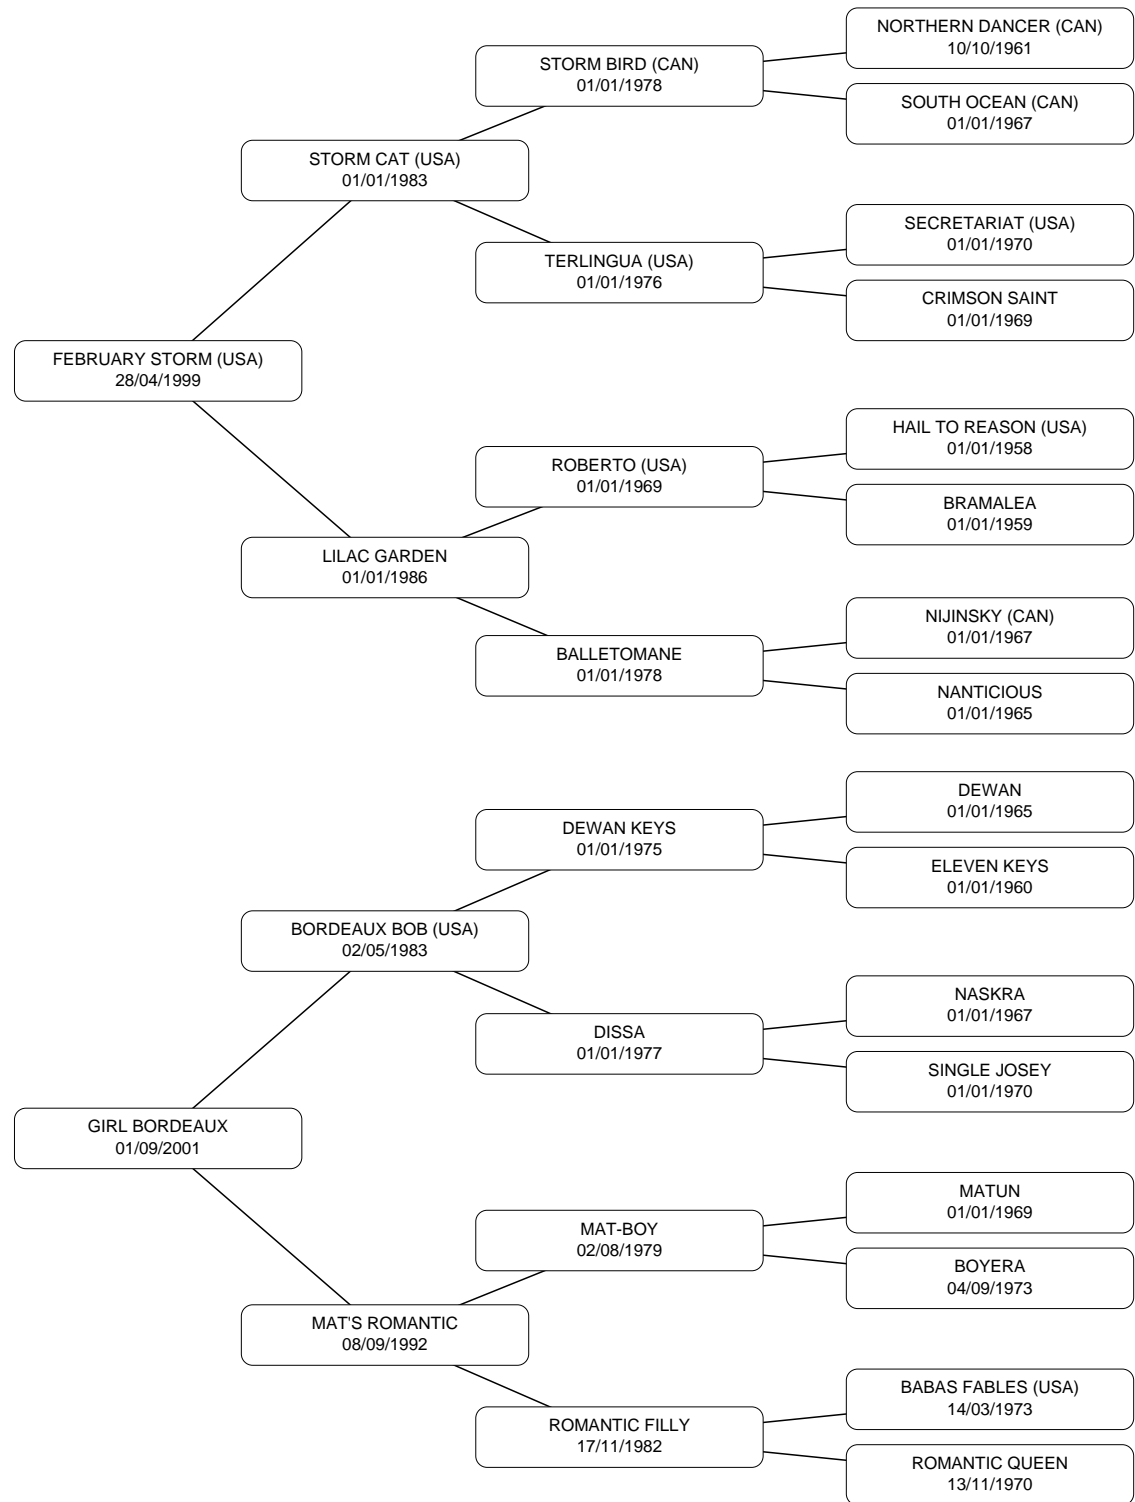 NORTHERN DANCER (CAN)
10/10/1961
STORM BIRD (CAN)
01/01/1978
SOUTH OCEAN (CAN)
01/01/1967
STORM CAT (USA)
01/01/1983
SECRETARIAT (USA)
01/01/1970
TERLINGUA (USA)
01/01/1976
CRIMSON SAINT
01/01/1969
FEBRUARY STORM (USA)
28/04/1999
HAIL TO REASON (USA)
01/01/1958
ROBERTO (USA)
01/01/1969
BRAMALEA
01/01/1959
LILAC GARDEN
01/01/1986
NIJINSKY (CAN)
01/01/1967
BALLETOMANE
01/01/1978
NANTICIOUS
01/01/1965
DEWAN
01/01/1965
DEWAN KEYS
01/01/1975
ELEVEN KEYS
01/01/1960
BORDEAUX BOB (USA)
02/05/1983
NASKRA
01/01/1967
DISSA
01/01/1977
SINGLE JOSEY
01/01/1970
GIRL BORDEAUX
01/09/2001
MATUN
01/01/1969
MAT-BOY
02/08/1979
BOYERA
04/09/1973
MAT'S ROMANTIC
08/09/1992
BABAS FABLES (USA)
14/03/1973
ROMANTIC FILLY
17/11/1982
ROMANTIC QUEEN
13/11/1970